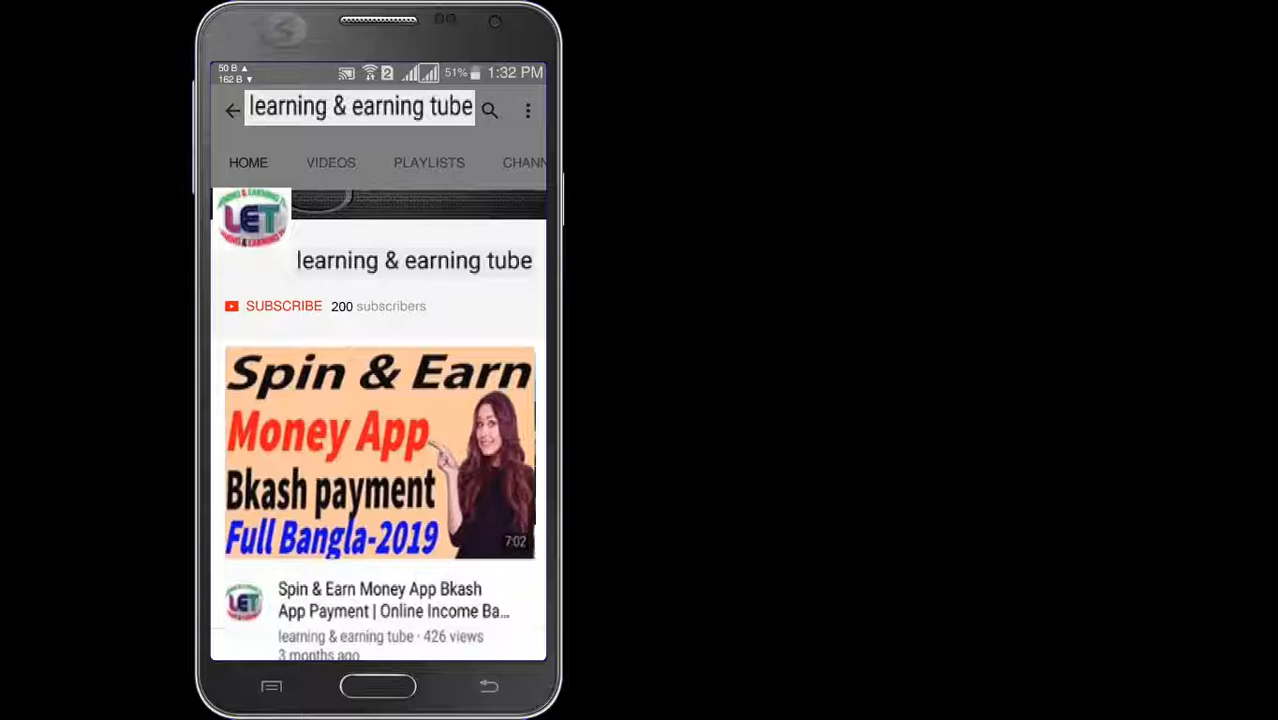 50 B ▲
162 B ▼
2
51%
1:32 PM
learning & earning tube
HOME VIDEOS PLAYLISTS CHANN
LET
learning & earning tube
SUBSCRIBE 200 subscribers
Spin & Earn
Money App
Bkash payment
Full Bangla-2019
7:02
LET
Spin & Earn Money App Bkash
App Payment | Online Income Ba...
learning & earning tube · 426 views
3 months ago